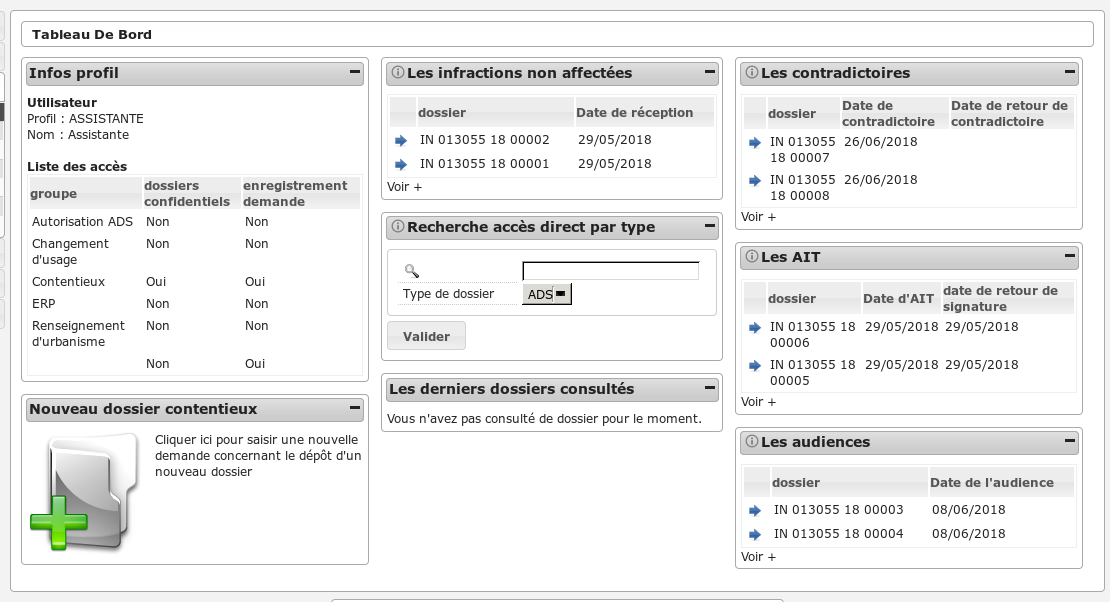 Tableau De Bord
Infos profil
Utilisateur
Profil : ASSISTANTE
Nom : Assistante
Liste des accès
groupe dossiers confidentiels enregistrement demande
Autorisation ADS Non Non
Changement d'usage Non Non
Contentieux Oui Oui
ERP Non Non
Renseignement d'urbanisme Non Non
Non Oui
Nouveau dossier contentieux
Cliquer ici pour saisir une nouvelle
demande concernant le dépôt d'un
nouveau dossier
Les infractions non affectées
dossier Date de réception
IN 013055 18 00002 29/05/2018
IN 013055 18 00001 29/05/2018
Voir +
Recherche accès direct par type
Type de dossier ADS
Valider
Les derniers dossiers consultés
Vous n'avez pas consulté de dossier pour le moment.
Les contradictoires
dossier Date de contradictoire Date de retour de contradictoire
IN 013055 18 00007 26/06/2018
IN 013055 18 00008 26/06/2018
Voir +
Les AIT
dossier Date d'AIT date de retour de signature
IN 013055 18 00006 29/05/2018 29/05/2018
IN 013055 18 00005 29/05/2018 29/05/2018
Voir +
Les audiences
dossier Date de l'audience
IN 013055 18 00003 08/06/2018
IN 013055 18 00004 08/06/2018
Voir +